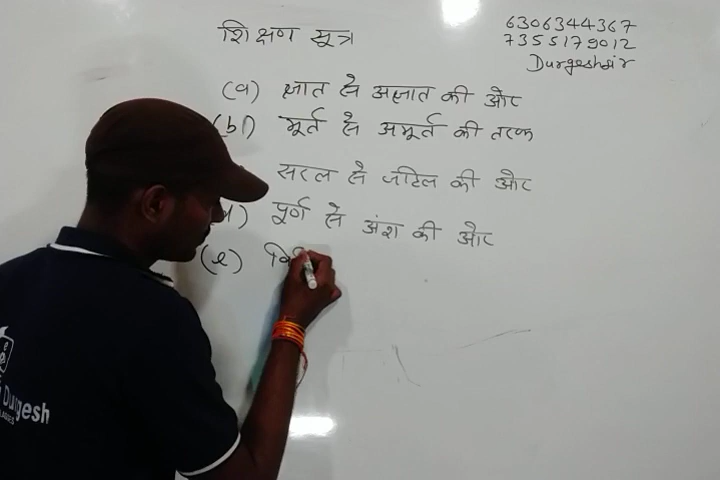 शिक्षण सूत्र
6306344367
7355179012
Durgeshsir
(a) ज्ञात से अज्ञात की ओर
(b) मूर्त से अमूर्त की तरफ
सरल से जटिल की ओर
) पूर्ण से अंश की ओर
(e) वि
Durgesh